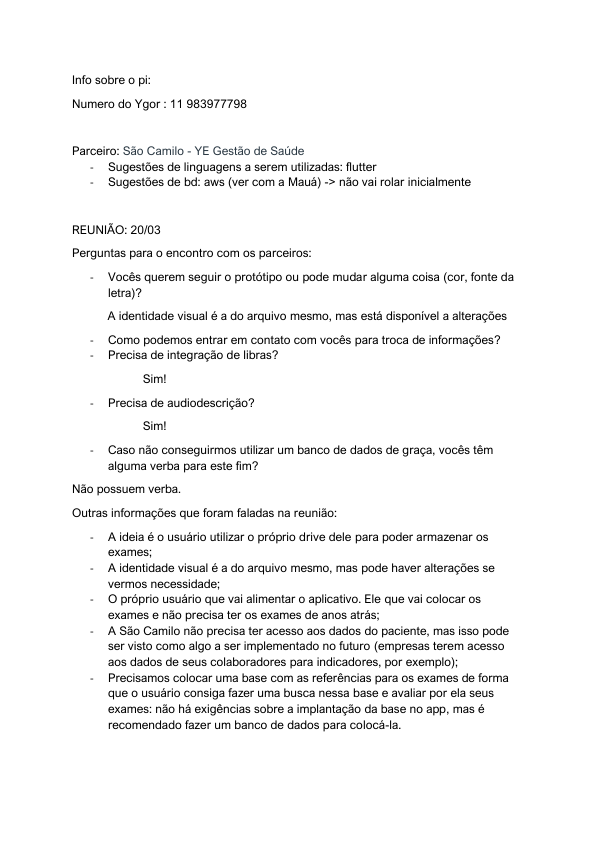 Info sobre o pi:
Numero do Ygor : 11 983977798
Parceiro: São Camilo - YE Gestão de Saúde
- Sugestões de linguagens a serem utilizadas: flutter
- Sugestões de bd: aws (ver com a Mauá) -> não vai rolar inicialmente
REUNIÃO: 20/03
Perguntas para o encontro com os parceiros:
- Vocês querem seguir o protótipo ou pode mudar alguma coisa (cor, fonte da
letra)?
A identidade visual é a do arquivo mesmo, mas está disponível a alterações
- Como podemos entrar em contato com vocês para troca de informações?
- Precisa de integração de libras?
Sim!
- Precisa de audiodescrição?
Sim!
- Caso não conseguirmos utilizar um banco de dados de graça, vocês têm
alguma verba para este fim?
Não possuem verba.
Outras informações que foram faladas na reunião:
- A ideia é o usuário utilizar o próprio drive dele para poder armazenar os
exames;
- A identidade visual é a do arquivo mesmo, mas pode haver alterações se
vermos necessidade;
- O próprio usuário que vai alimentar o aplicativo. Ele que vai colocar os
exames e não precisa ter os exames de anos atrás;
- A São Camilo não precisa ter acesso aos dados do paciente, mas isso pode
ser visto como algo a ser implementado no futuro (empresas terem acesso
aos dados de seus colaboradores para indicadores, por exemplo);
- Precisamos colocar uma base com as referências para os exames de forma
que o usuário consiga fazer uma busca nessa base e avaliar por ela seus
exames: não há exigências sobre a implantação da base no app, mas é
recomendado fazer um banco de dados para colocá-la.